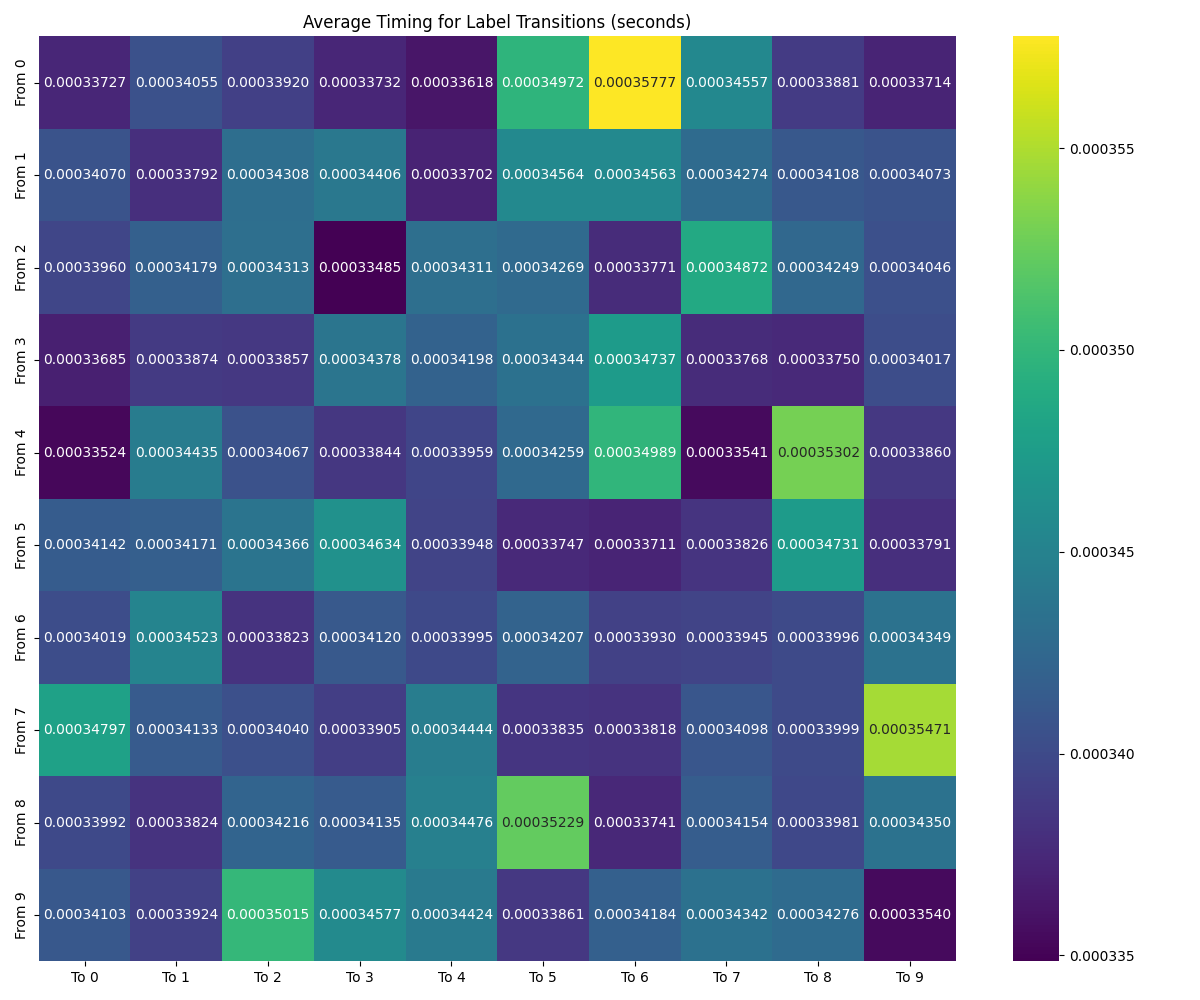 Average Timing for Label Transitions (seconds)
From 0 0.00033727 0.00034055 0.00033920 0.00033732 0.00033618 0.00034972 0.00035777 0.00034557 0.00033881 0.00033714
From 1 0.00034070 0.00033792 0.00034308 0.00034406 0.00033702 0.00034564 0.00034563 0.00034274 0.00034108 0.00034073
From 2 0.00033960 0.00034179 0.00034313 0.00033485 0.00034311 0.00034269 0.00033771 0.00034872 0.00034249 0.00034046
From 3 0.00033685 0.00033874 0.00033857 0.00034378 0.00034198 0.00034344 0.00034737 0.00033768 0.00033750 0.00034017
From 4 0.00033524 0.00034435 0.00034067 0.00033844 0.00033959 0.00034259 0.00034989 0.00033541 0.00035302 0.00033860
From 5 0.00034142 0.00034171 0.00034366 0.00034634 0.00033948 0.00033747 0.00033711 0.00033826 0.00034731 0.00033791
From 6 0.00034019 0.00034523 0.00033823 0.00034120 0.00033995 0.00034207 0.00033930 0.00033945 0.00033996 0.00034349
From 7 0.00034797 0.00034133 0.00034040 0.00033905 0.00034444 0.00033835 0.00033818 0.00034098 0.00033999 0.00035471
From 8 0.00033992 0.00033824 0.00034216 0.00034135 0.00034476 0.00035229 0.00033741 0.00034154 0.00033981 0.00034350
From 9 0.00034103 0.00033924 0.00035015 0.00034577 0.00034424 0.00033861 0.00034184 0.00034342 0.00034276 0.00033540
To 0 To 1 To 2 To 3 To 4 To 5 To 6 To 7 To 8 To 9
0.000355
0.000350
0.000345
0.000340
0.000335